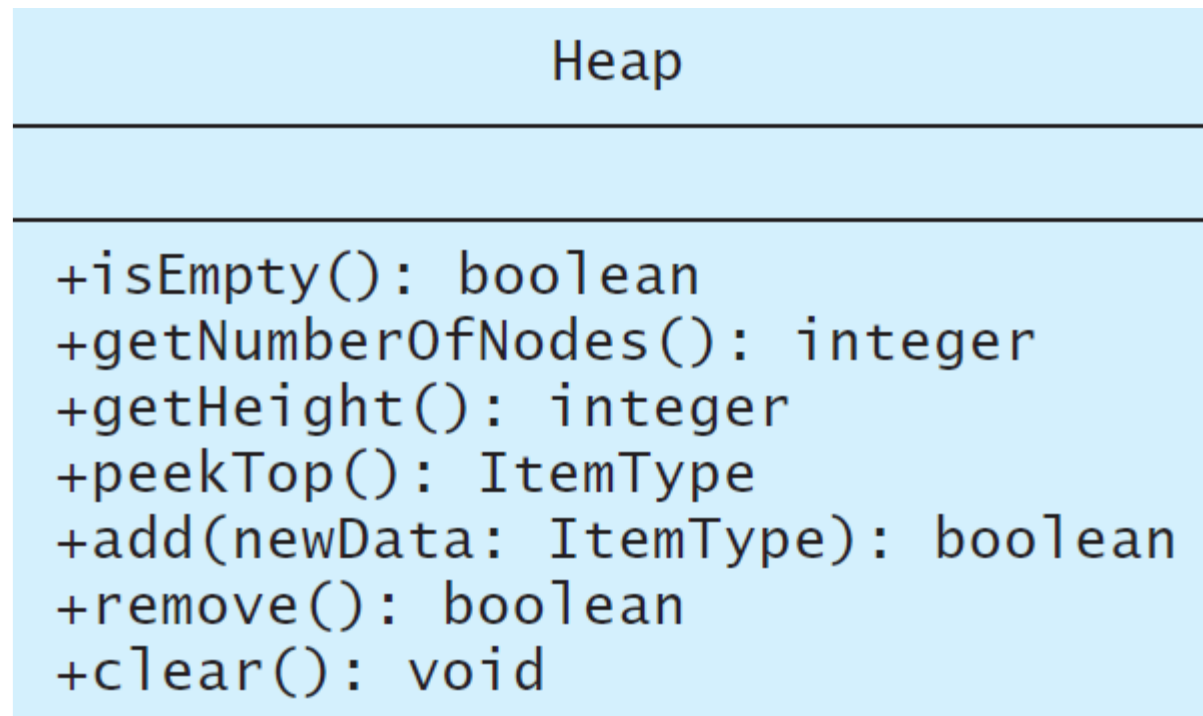 Heap
+isEmpty(): boolean
+getNumberOfNodes(): integer
+getHeight(): integer
+peekTop(): ItemType
+add(newData: ItemType): boolean
+remove(): boolean
+clear(): void